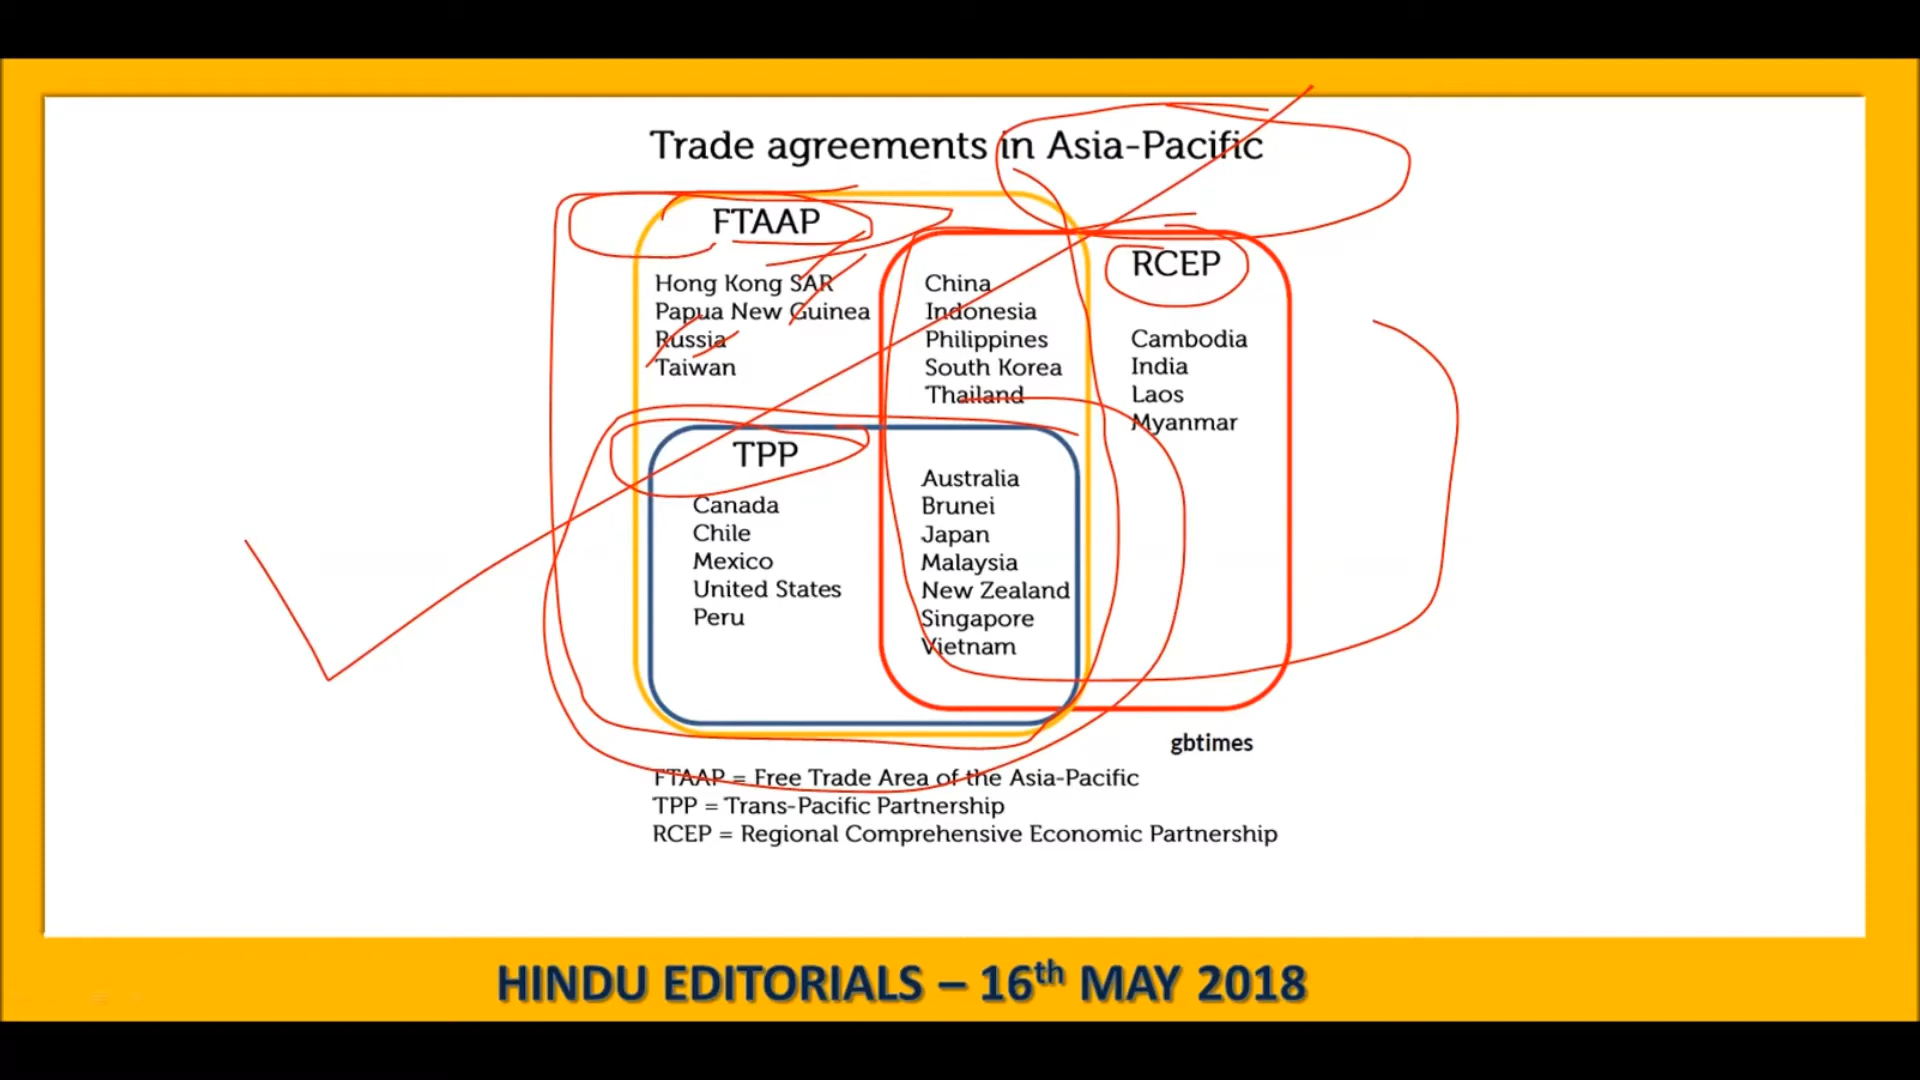 Trade agreements in Asia-Pacific
FTAAP
Hong Kong SAR
Papua New Guinea
Russia
Taiwan
China
Indonesia
Philippines
South Korea
Thailand
RCEP
Cambodia
India
Laos
Myanmar
TPP
Canada
Chile
Mexico
United States
Peru
Australia
Brunei
Japan
Malaysia
New Zealand
Singapore
Vietnam
gbtimes
FTAAP = Free Trade Area of the Asia-Pacific
TPP = Trans-Pacific Partnership
RCEP = Regional Comprehensive Economic Partnership
HINDU EDITORIALS – 16th MAY 2018